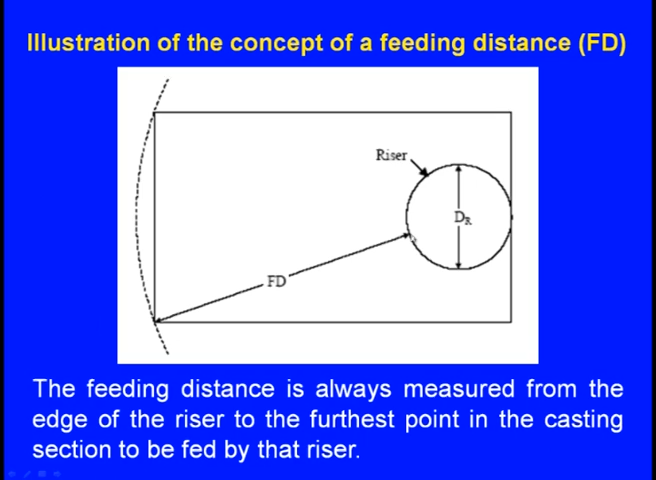 Illustration of the concept of a feeding distance (FD)
Riser
D_R
FD
The feeding distance is always measured from the
edge of the riser to the furthest point in the casting
section to be fed by that riser.